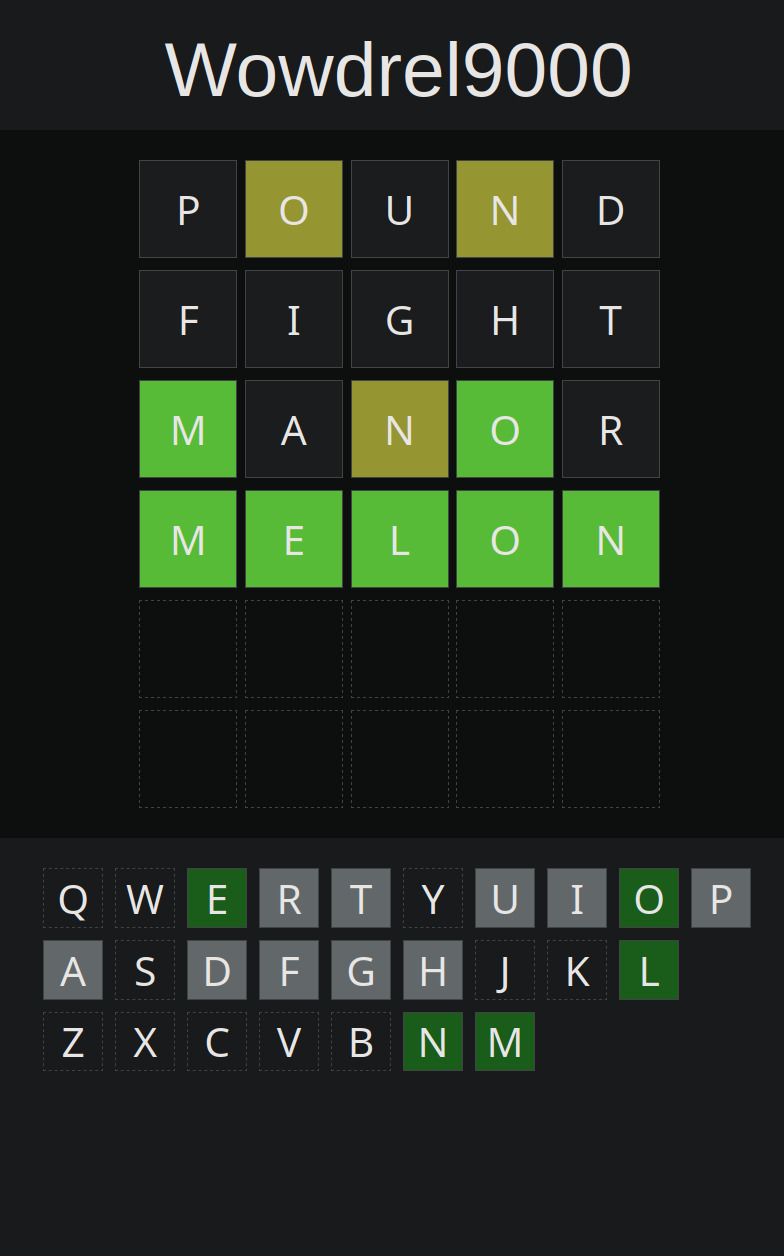 Wowdrel9000
P O U N D
F I G H T
M A N O R
M E L O N
Q W E R T Y U I O P
A S D F G H J K L
Z X C V B N M